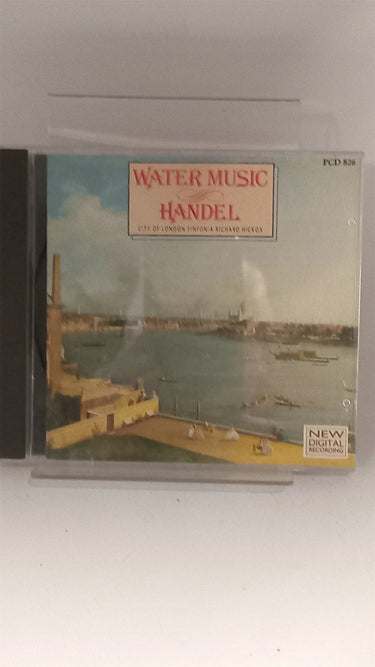 PCD 826
WATER MUSIC
HANDEL
CITY OF LONDON SINFONIA RICHARD HICKOX
NEW
DIGITAL
RECORDING